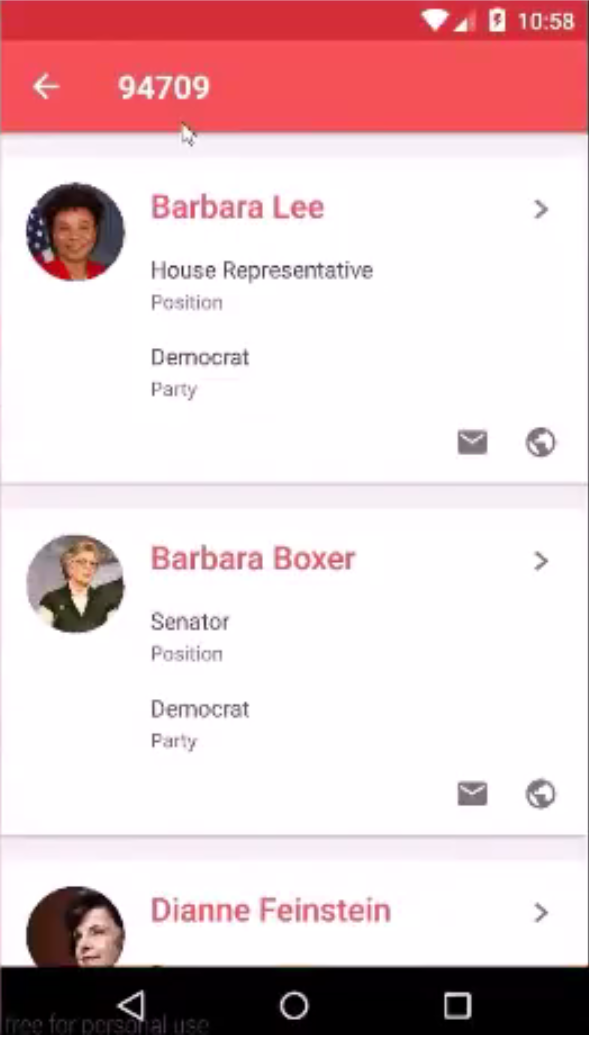 10:58
94709
Barbara Lee
House Representative
Position
Democrat
Party
Barbara Boxer
Senator
Position
Democrat
Party
Dianne Feinstein
free for personal use